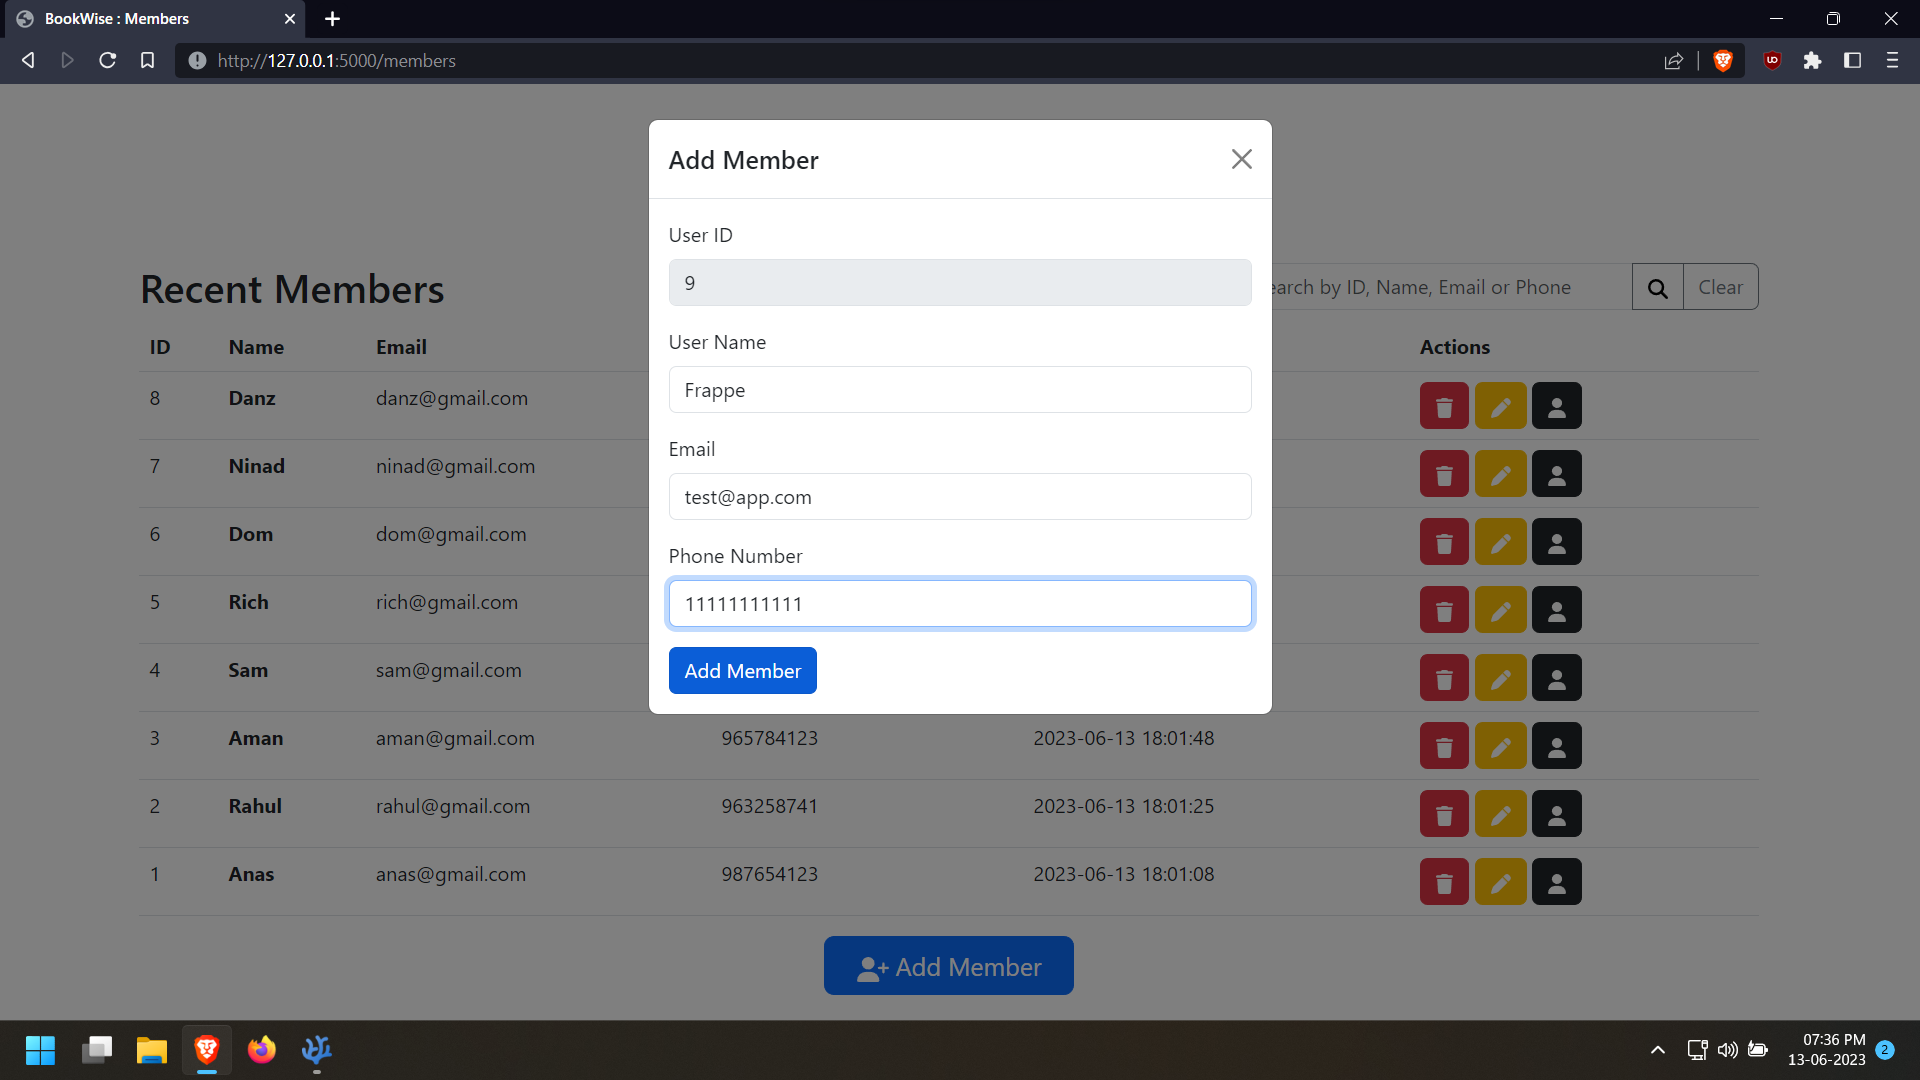 BookWise : Members
http://127.0.0.1:5000/members
Add Member
User ID
9
User Name
Frappe
Email
test@app.com
Phone Number
11111111111
Add Member
Recent Members
earch by ID, Name, Email or Phone
Clear
ID Name Email Actions
8 Danz danz@gmail.com
7 Ninad ninad@gmail.com
6 Dom dom@gmail.com
5 Rich rich@gmail.com
4 Sam sam@gmail.com
3 Aman aman@gmail.com 965784123 2023-06-13 18:01:48
2 Rahul rahul@gmail.com 963258741 2023-06-13 18:01:25
1 Anas anas@gmail.com 987654123 2023-06-13 18:01:08
Add Member
07:36 PM
13-06-2023
2